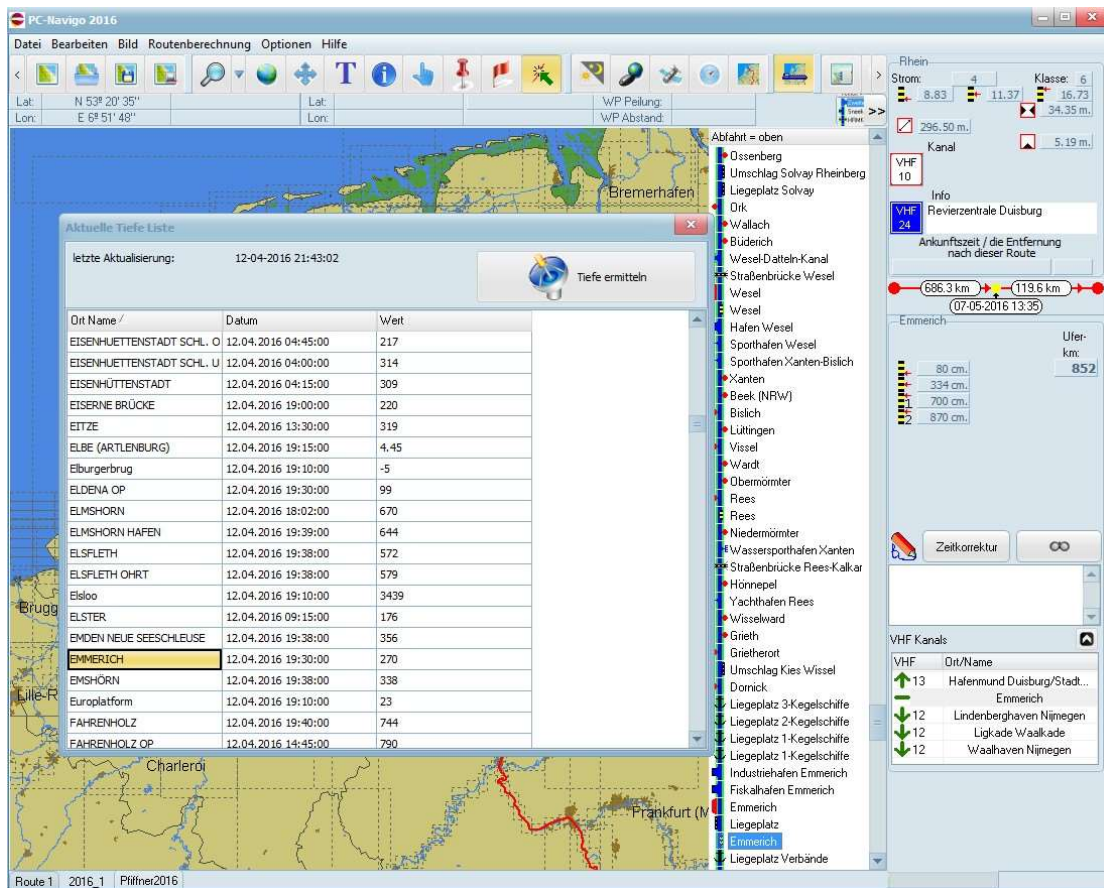 PC-Navigo 2016
Datei Bearbeiten Bild Routenberechnung Optionen Hilfe
Lat: N 53º 20' 35" Lat: WP Peilung:
Lon: E 6º 51' 48" Lon: WP Abstand: >>
Bremerhafen
Charleroi
Aktuelle Tiefe Liste
letzte Aktualisierung: 12-04-2016 21:43:02 Tiefe ermitteln
Ort Name Datum Wert
EISENHUETTENSTADT SCHL. O 12.04.2016 04:45:00 217
EISENHUETTENSTADT SCHL. U 12.04.2016 04:00:00 314
EISENHÜTTENSTADT 12.04.2016 04:15:00 309
EISERNE BRÜCKE 12.04.2016 19:00:00 220
EITZE 12.04.2016 13:30:00 319
ELBE (ARTLENBURG) 12.04.2016 19:15:00 4.45
Elburgerbrug 12.04.2016 19:10:00 -5
ELDENA OP 12.04.2016 19:30:00 99
ELMSHORN 12.04.2016 18:02:00 670
ELMSHORN HAFEN 12.04.2016 19:39:00 644
ELSFLETH 12.04.2016 19:38:00 572
ELSFLETH OHRT 12.04.2016 19:38:00 579
Elsloo 12.04.2016 19:10:00 3439
ELSTER 12.04.2016 09:15:00 176
EMDEN NEUE SEESCHLEUSE 12.04.2016 19:38:00 356
EMMERICH 12.04.2016 19:30:00 270
EMSHÖRN 12.04.2016 19:38:00 338
Europlatform 12.04.2016 19:10:00 23
FAHRENHOLZ 12.04.2016 19:40:00 744
FAHRENHOLZ OP 12.04.2016 14:45:00 790
Brugg
Lille-R
Frankfurt (M
Abfahrt = oben
Ossenberg
Umschlag Solvay Rheinberg
Liegeplatz Solvay
Ork
Wallach
Büderich
Wesel-Datteln-Kanal
Straßenbrücke Wesel
Wesel
Wesel
Hafen Wesel
Sporthafen Wesel
Sporthafen Xanten-Bislich
Xanten
Beek (NRW)
Bislich
Lüttingen
Vissel
Wardt
Obermörmter
Rees
Rees
Niedermörmter
Wassersporthafen Xanten
Straßenbrücke Rees-Kalkar
Hönnepel
Yachthafen Rees
Wisselward
Grieth
Grietherort
Umschlag Kies Wissel
Dornick
Liegeplatz 3-Kegelschiffe
Liegeplatz 2-Kegelschiffe
Liegeplatz 1-Kegelschiffe
Liegeplatz 1-Kegelschiffe
Industriehafen Emmerich
Fiskalhafen Emmerich
Emmerich
Liegeplatz
Emmerich
Liegeplatz Verbände
Rhein
Strom: 4 Klasse: 6
8.83 11.37 16.73
34.35 m.
296.50 m.
Kanal 5.19 m.
VHF
10
Info
VHF
24
Revierzentrale Duisburg
Ankunftszeit / die Entfernung
nach dieser Route
686.3 km 119.6 km
(07-05-2016 13:35)
Emmerich
Ufer-
km:
80 cm. 852
334 cm.
1 700 cm.
2 870 cm.
Zeitkorrektur
VHF Kanals
VHF Ort/Name
13 Hafenmund Duisburg/Stadt...
Emmerich
12 Lindenberghaven Nijmegen
12 Ligkade Waalkade
12 Waalhaven Nijmegen
Route 1 2016_1 Pfiffner2016